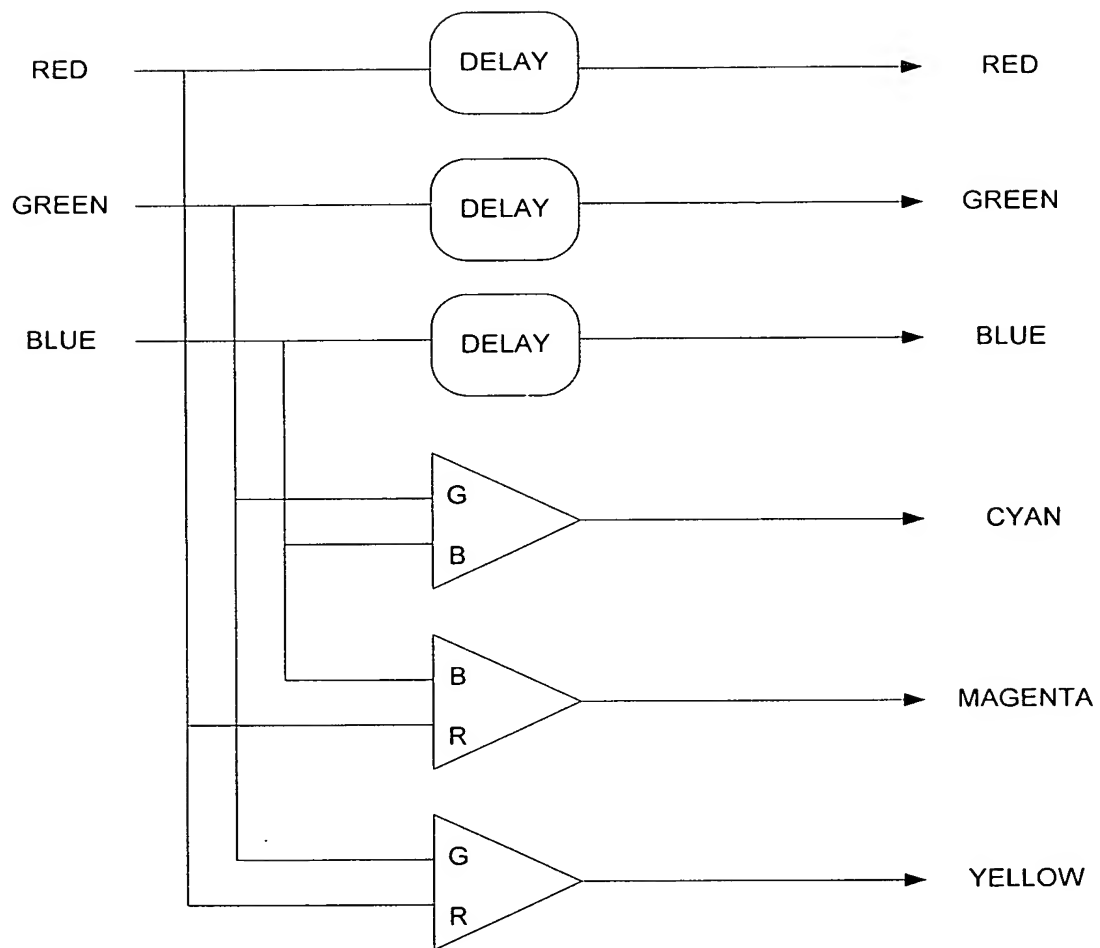 RED DELAY RED
GREEN DELAY GREEN
BLUE DELAY BLUE
G
B
CYAN
B
R
MAGENTA
G
R
YELLOW